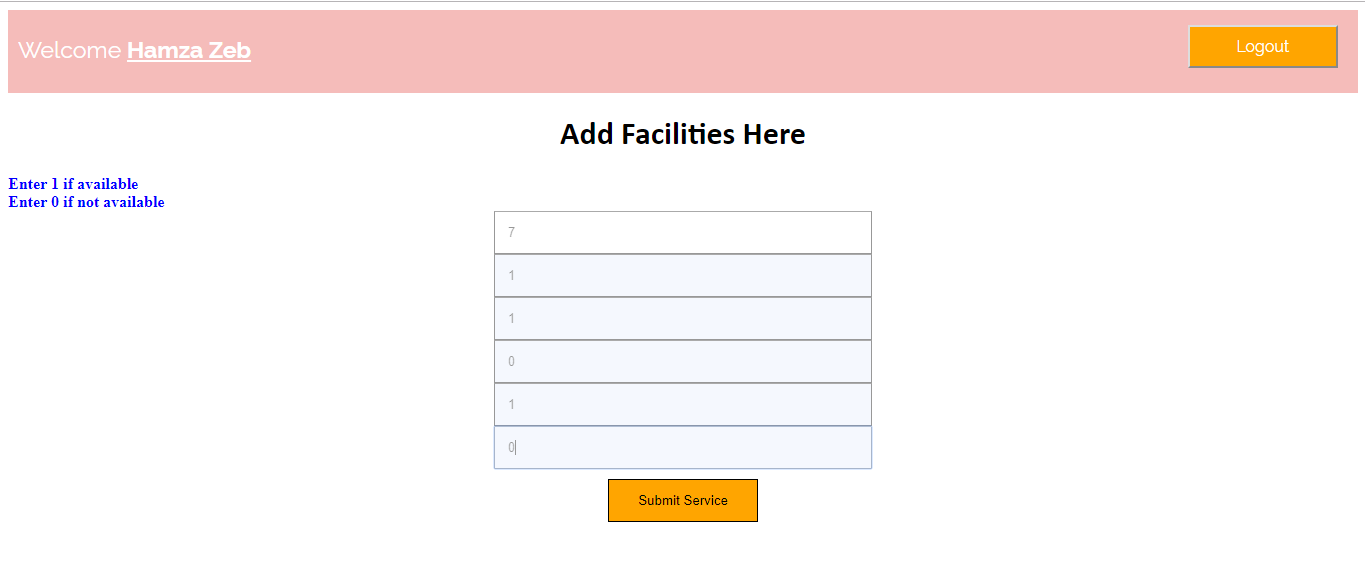 Welcome Hamza Zeb
Logout
Add Facilities Here
Enter 1 if available
Enter 0 if not available
7
1
1
0
1
0
Submit Service